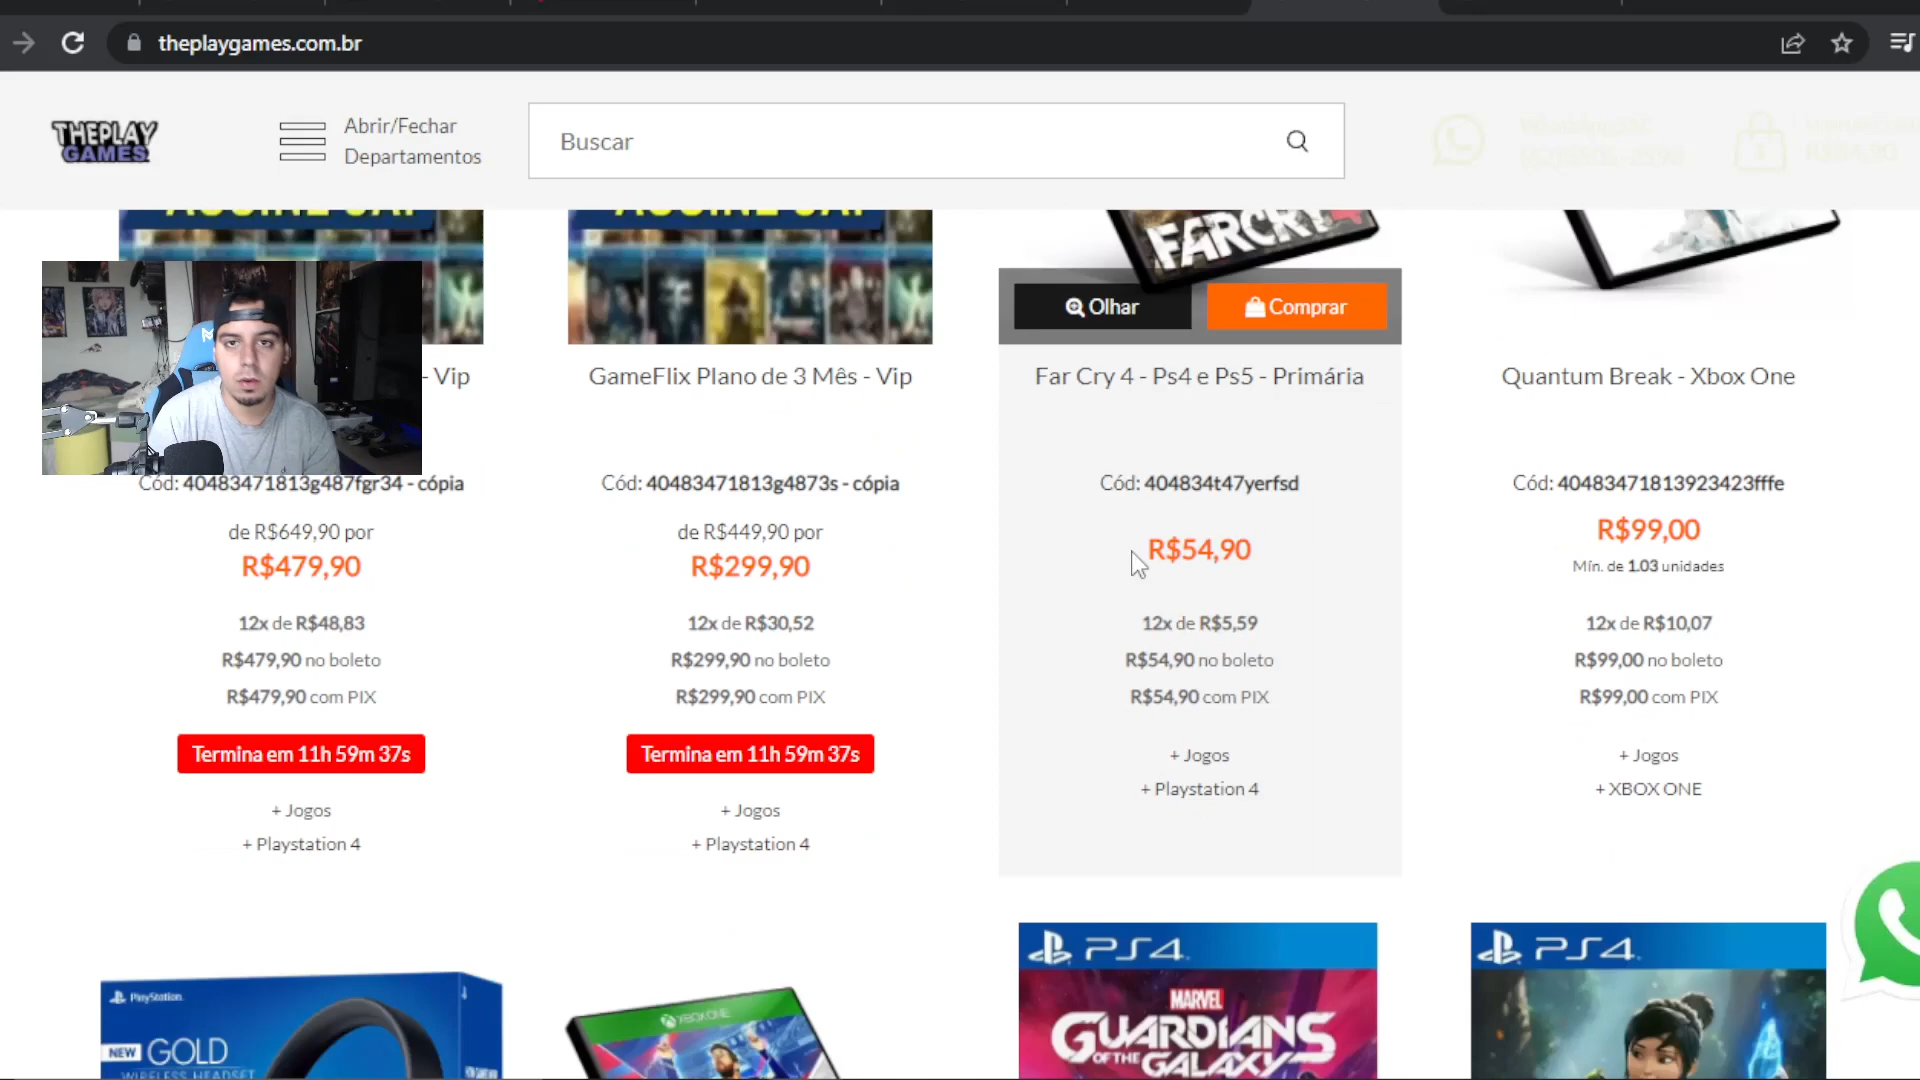 theplaygames.com.br
THEPLAY
GAMES
Abrir/Fechar
Departamentos
Buscar
FARCRY
Olhar
Comprar
- Vip
GameFlix Plano de 3 Mês - Vip
Far Cry 4 - Ps4 e Ps5 - Primária
Quantum Break - Xbox One
Cód: 40483471813g487fgr34 - cópia
Cód: 40483471813g4873s - cópia
Cód: 404834t47yerfsd
Cód: 40483471813923423fffe
de R$649,90 por
R$479,90
de R$449,90 por
R$299,90
R$54,90
R$99,00
Mín. de 1.03 unidades
12x de R$48,83
R$479,90 no boleto
R$479,90 com PIX
12x de R$30,52
R$299,90 no boleto
R$299,90 com PIX
12x de R$5,59
R$54,90 no boleto
R$54,90 com PIX
12x de R$10,07
R$99,00 no boleto
R$99,00 com PIX
Termina em 11h 59m 37s
Termina em 11h 59m 37s
+ Jogos
+ Playstation 4
+ Jogos
+ Playstation 4
+ Jogos
+ Playstation 4
+ Jogos
+ XBOX ONE
PlayStation
NEW GOLD
WIRELESS HEADSET
XBOX ONE
PS4
MARVEL
GUARDIANS
OF THE GALAXY
PS4